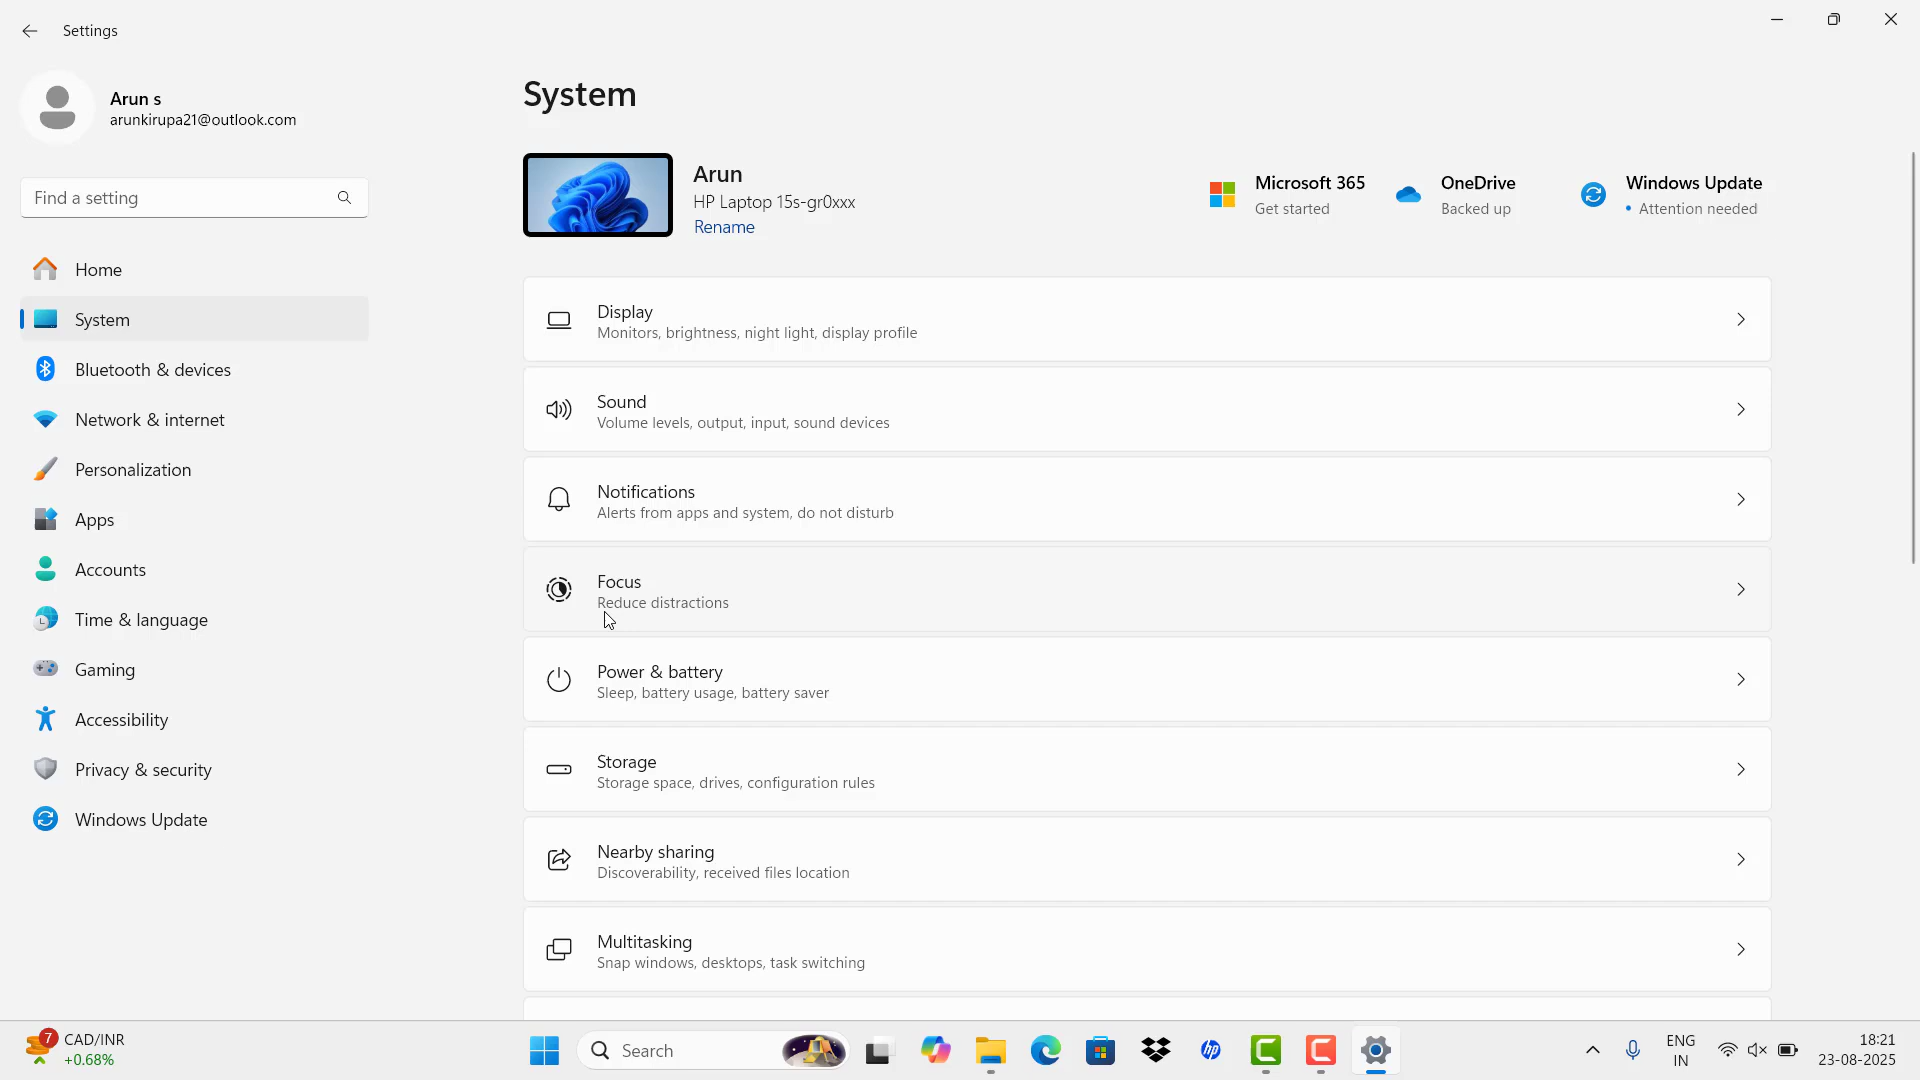 Settings
Arun s
arunkirupa21@outlook.com
Find a setting
Home
System
Bluetooth & devices
Network & internet
Personalization
Apps
Accounts
Time & language
Gaming
Accessibility
Privacy & security
Windows Update
System
Arun
HP Laptop 15s-gr0xxx
Rename
Microsoft 365
Get started
OneDrive
Backed up
Windows Update
• Attention needed
Display
Monitors, brightness, night light, display profile
Sound
Volume levels, output, input, sound devices
Notifications
Alerts from apps and system, do not disturb
Focus
Reduce distractions
Power & battery
Sleep, battery usage, battery saver
Storage
Storage space, drives, configuration rules
Nearby sharing
Discoverability, received files location
Multitasking
Snap windows, desktops, task switching
7
CAD/INR
+0.68%
Search
hp
ENG
IN
18:21
23-08-2025